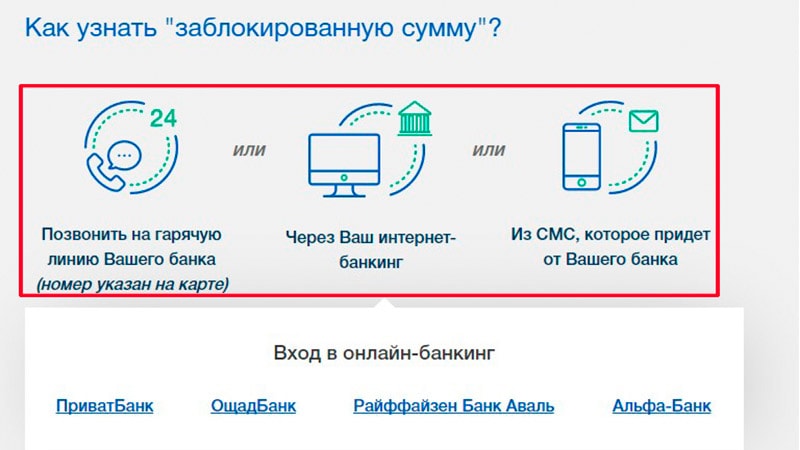 Как узнать "заблокированную сумму"?
24
или
или
Позвонить на гарячую
линию Вашего банка
(номер указан на карте)
Через Ваш интернет-
банкинг
Из СМС, которое придет
от Вашего банка
Вход в онлайн-банкинг
ПриватБанк ОщадБанк Райффайзен Банк Аваль Альфа-Банк